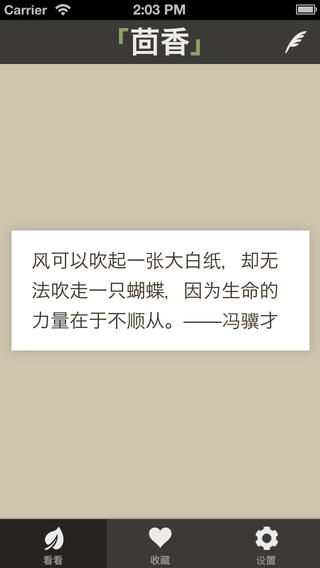 Carrier 2:03 PM
「茴香」
风可以吹起一张大白纸，却无
法吹走一只蝴蝶，因为生命的
力量在于不顺从。——冯骥才
看看 收藏 设置